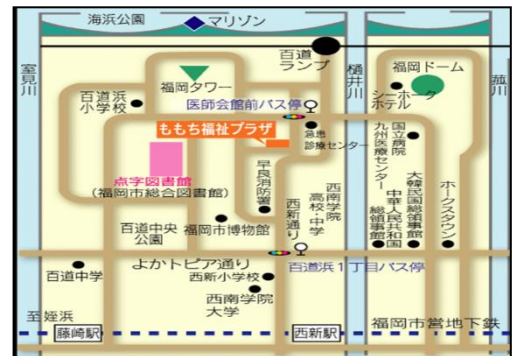 海浜公園
マリゾン
百道
ランプ
福岡タワー
福岡ドーム
室見川
樋井川
菰川
百道浜
小学校
医師会館前バス停
シーホーク
ホテル
ももち福祉プラザ
急患
診療センター
国立病院
九州医療センター
点字図書館
(福岡市総合図書館)
早良消防署
西新通り
西南学院
高校・中学
大韓民国総領事館
中華人民共和国
総領事館
ホークスタウン
百道中央
公園
福岡市博物館
百道中学
よかトピア通り
百道浜1丁目バス停
西新小学校
西南学院
大学
至姪浜
福岡市営地下鉄
藤崎駅
西新駅